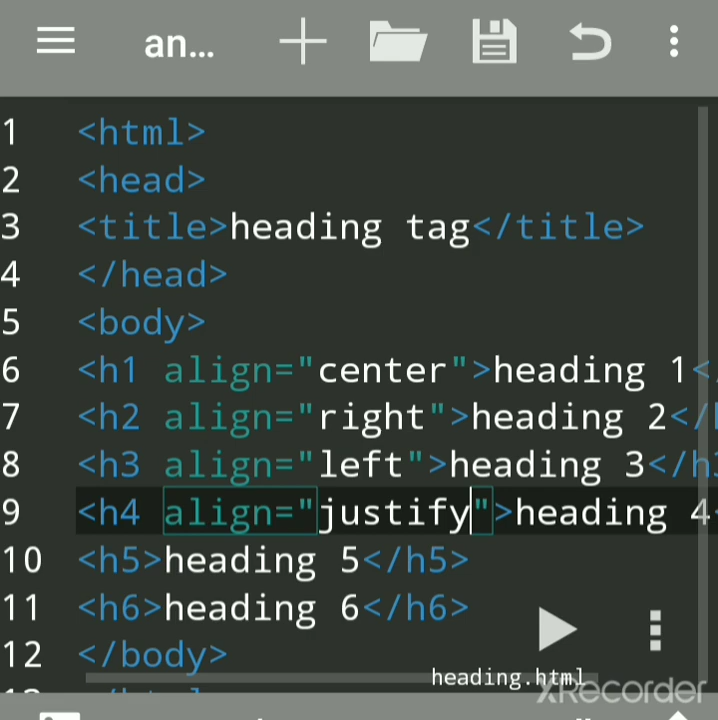 an...
1 <html>
2 <head>
3 <title>heading tag</title>
4 </head>
5 <body>
6 <h1 align="center">heading 1<
7 <h2 align="right">heading 2</
8 <h3 align="left">heading 3</h3
9 <h4 align="justify">heading 4<
10 <h5>heading 5</h5>
11 <h6>heading 6</h6>
12 </body>
heading.html
XRecorder